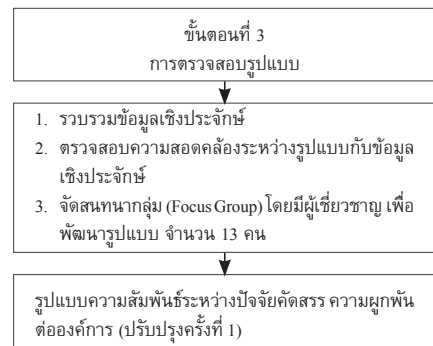 ขั้นตอนที่ 3
การตรวจสอบรูปแบบ
1. รวบรวมข้อมูลเชิงประจักษ์
2. ตรวจสอบความสอดคล้องระหว่างรูปแบบกับข้อมูล
เชิงประจักษ์
3. จัดสนทนากลุ่ม (Focus Group) โดยมีผู้เชี่ยวชาญ เพื่อ
พัฒนารูปแบบ จำนวน 13 คน
รูปแบบความสัมพันธ์ระหว่างปัจจัยคัดสรร ความผูกพัน
ต่อองค์การ (ปรับปรุงครั้งที่ 1)